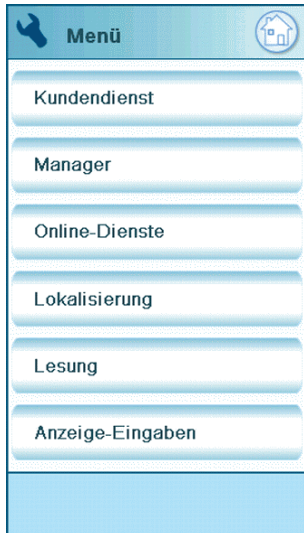 Menü
Kundendienst
Manager
Online-Dienste
Lokalisierung
Lesung
Anzeige-Eingaben